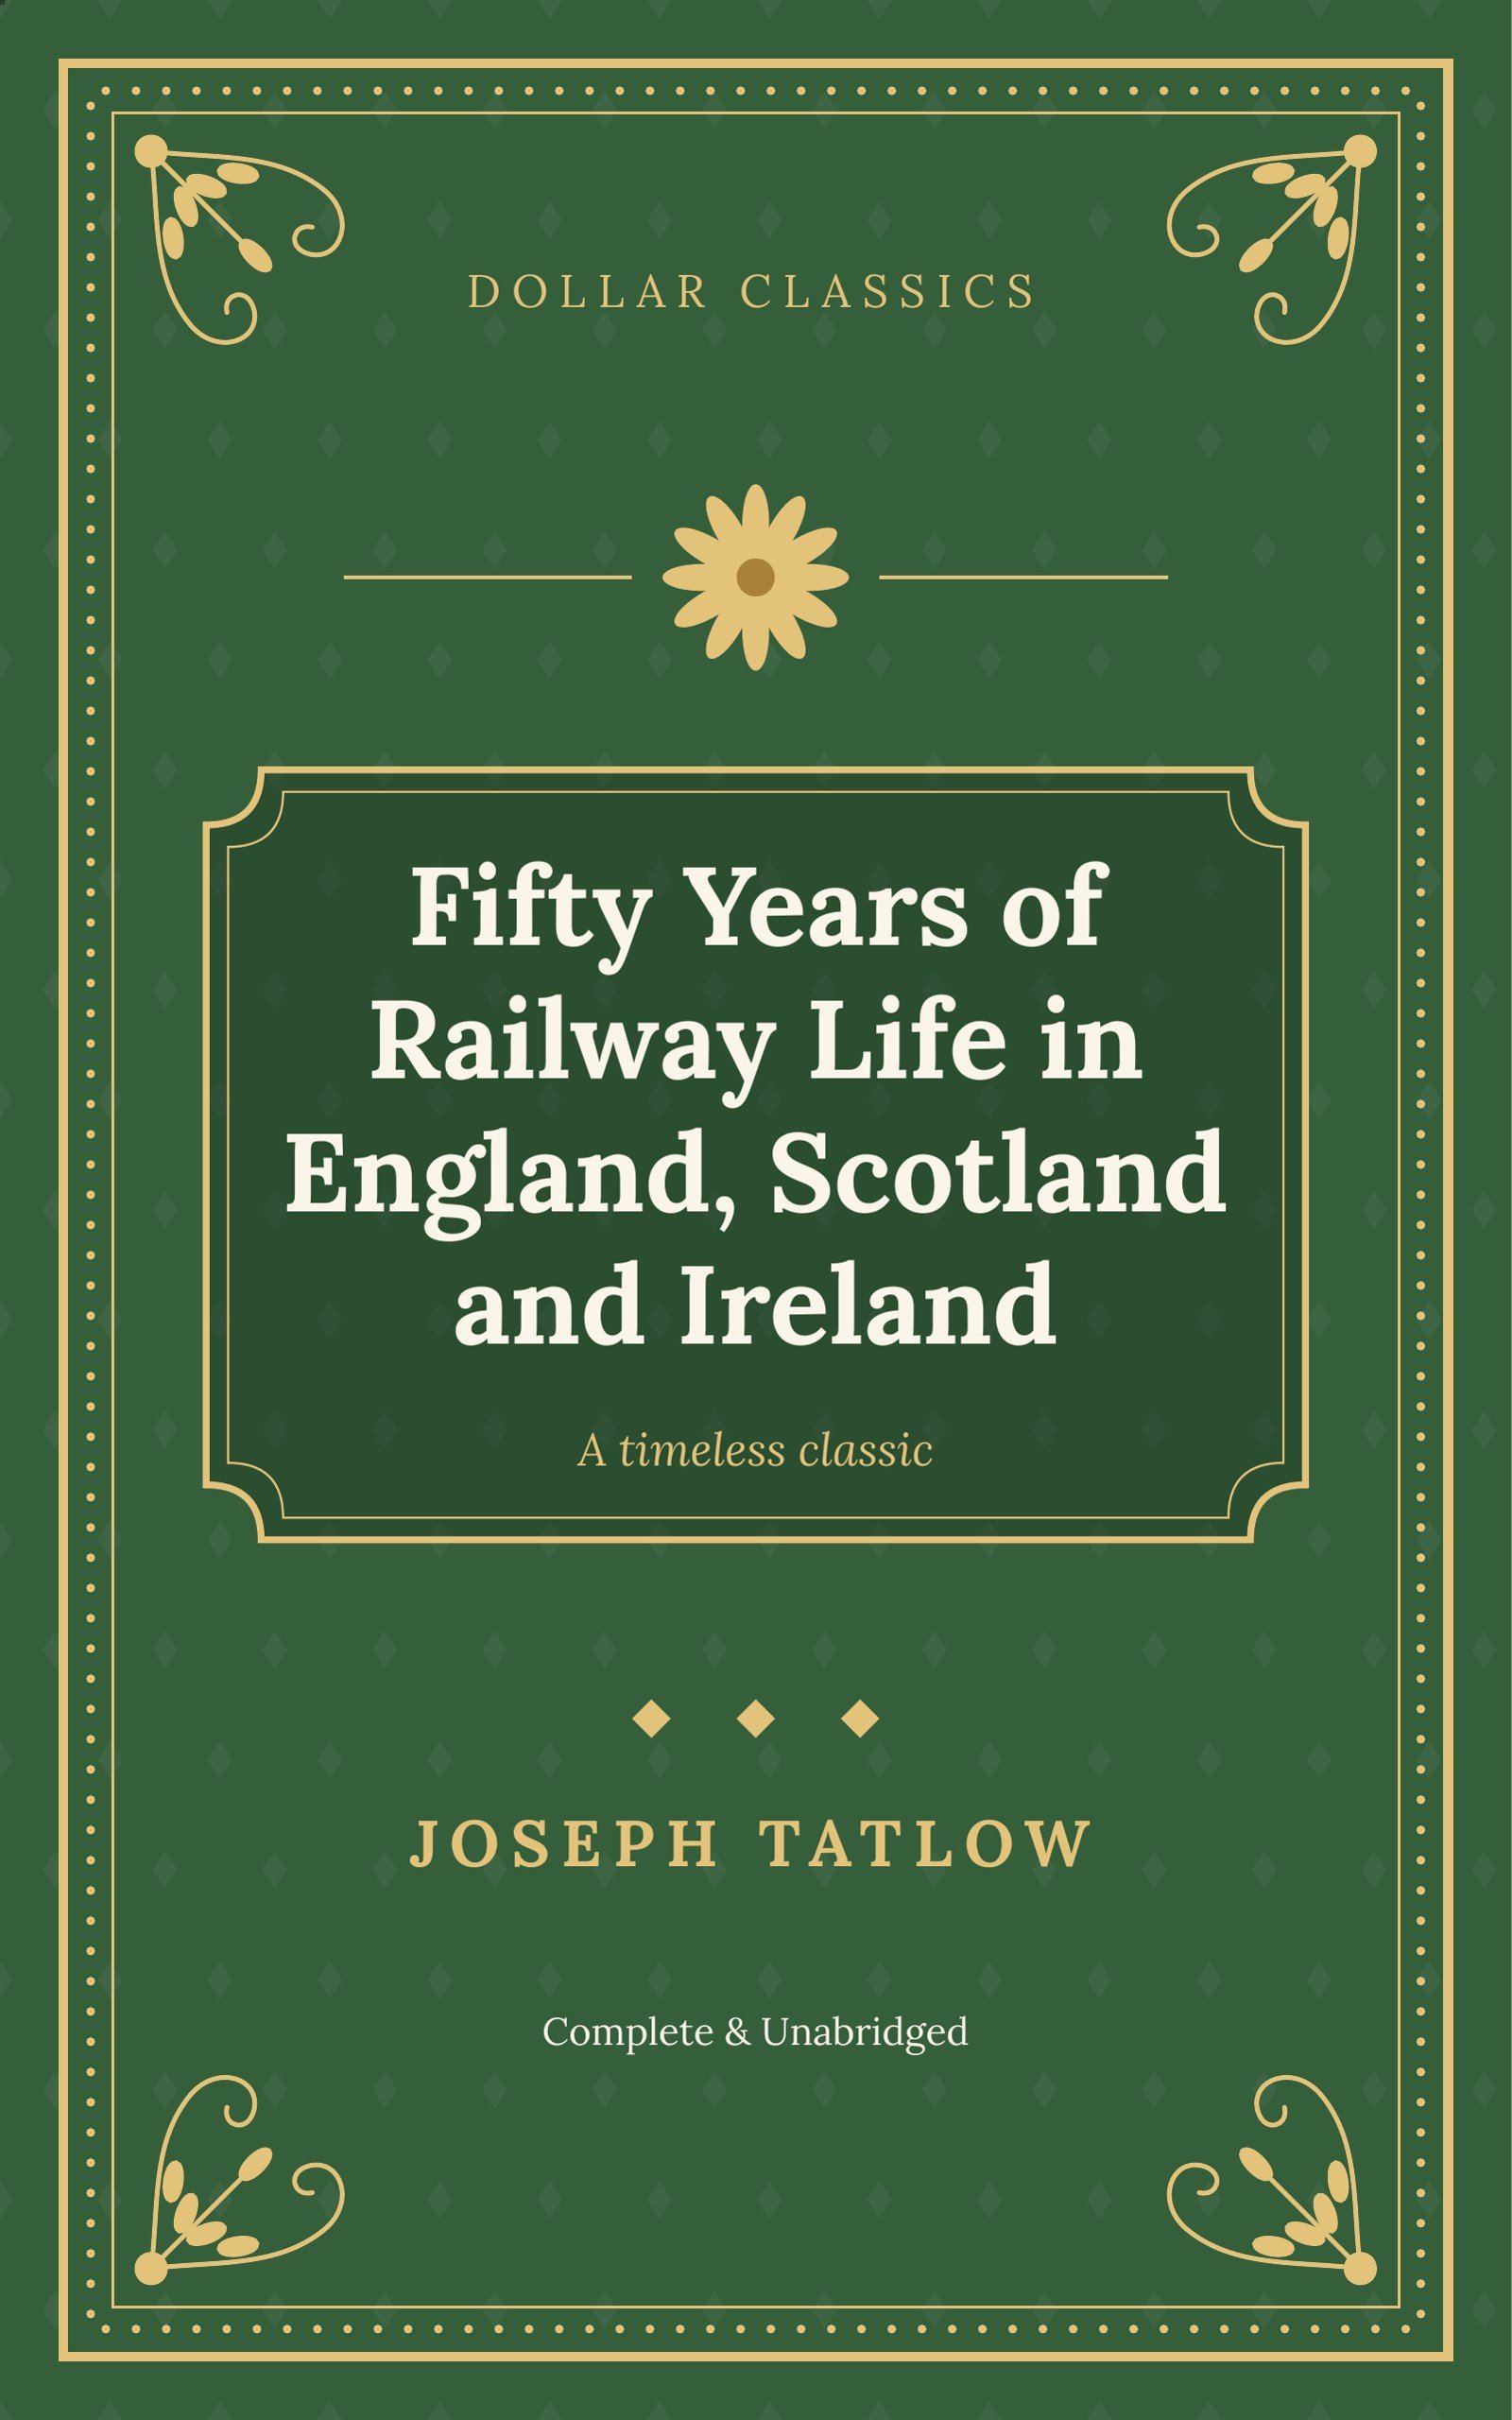 DOLLAR CLASSICS
Fifty Years of
Railway Life in
England, Scotland
and Ireland
A timeless classic
JOSEPH TATLOW
Complete & Unabridged